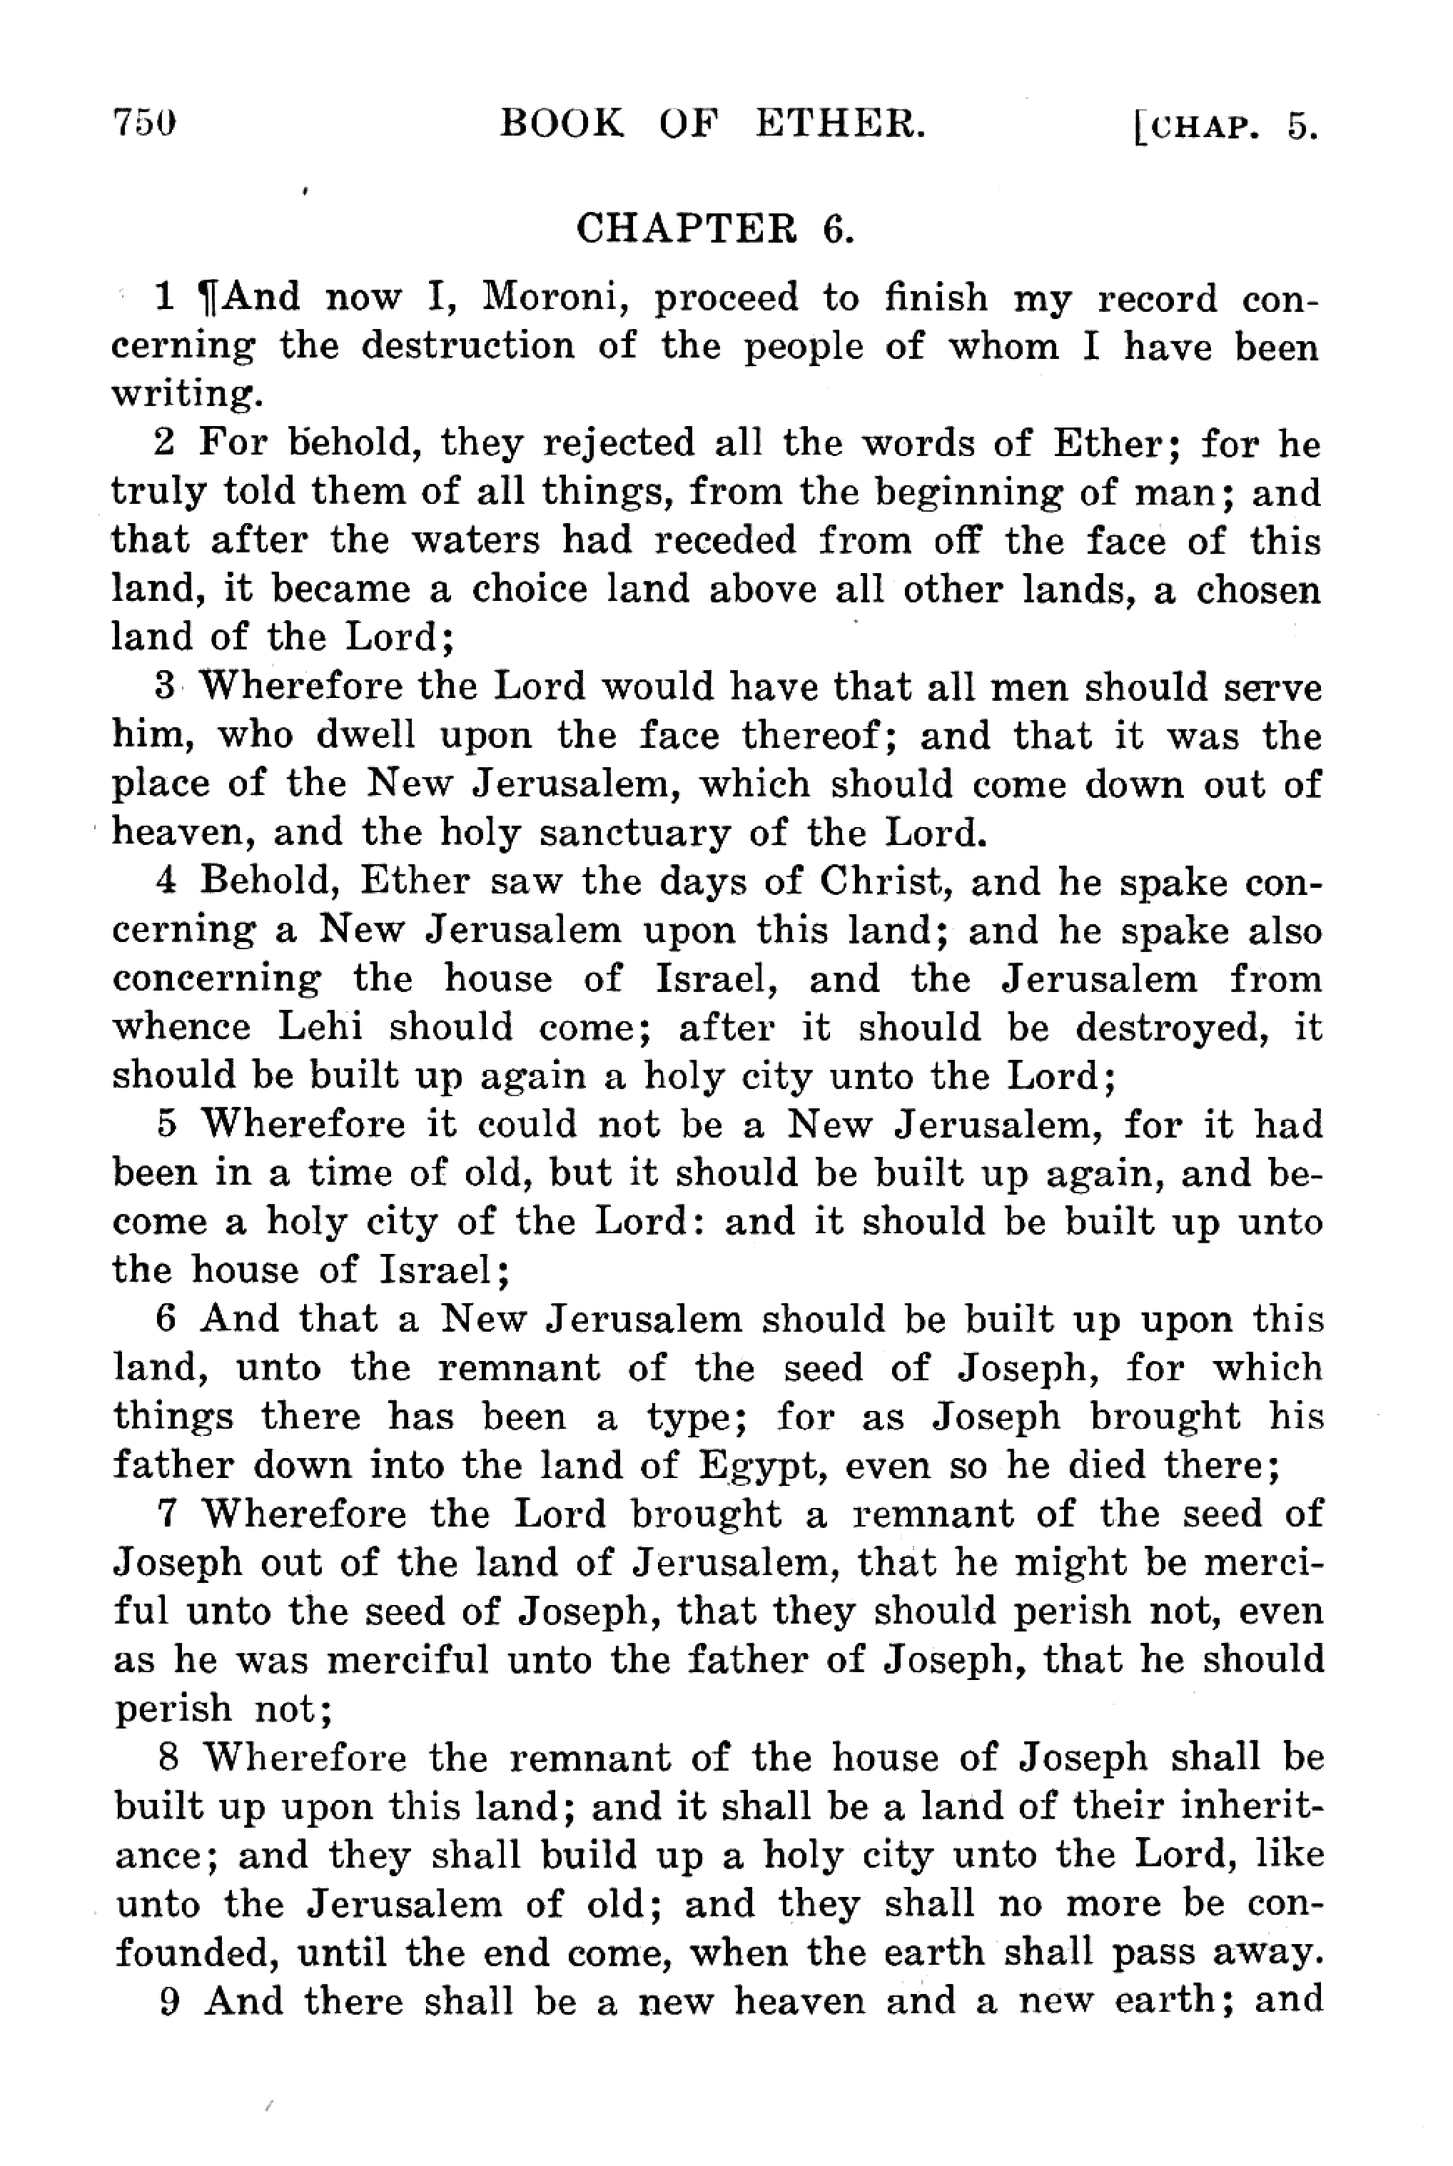 750 BOOK OF ETHER. [CHAP. 5.
CHAPTER 6.
1 ¶And now I, Moroni, proceed to finish my record con-
cerning the destruction of the people of whom I have been
writing.
2 For behold, they rejected all the words of Ether; for he
truly told them of all things, from the beginning of man; and
that after the waters had receded from off the face of this
land, it became a choice land above all other lands, a chosen
land of the Lord;
3 Wherefore the Lord would have that all men should serve
him, who dwell upon the face thereof; and that it was the
place of the New Jerusalem, which should come down out of
heaven, and the holy sanctuary of the Lord.
4 Behold, Ether saw the days of Christ, and he spake con-
cerning a New Jerusalem upon this land; and he spake also
concerning the house of Israel, and the Jerusalem from
whence Lehi should come; after it should be destroyed, it
should be built up again a holy city unto the Lord;
5 Wherefore it could not be a New Jerusalem, for it had
been in a time of old, but it should be built up again, and be-
come a holy city of the Lord: and it should be built up unto
the house of Israel;
6 And that a New Jerusalem should be built up upon this
land, unto the remnant of the seed of Joseph, for which
things there has been a type; for as Joseph brought his
father down into the land of Egypt, even so he died there;
7 Wherefore the Lord brought a remnant of the seed of
Joseph out of the land of Jerusalem, that he might be merci-
ful unto the seed of Joseph, that they should perish not, even
as he was merciful unto the father of Joseph, that he should
perish not;
8 Wherefore the remnant of the house of Joseph shall be
built up upon this land; and it shall be a land of their inherit-
ance; and they shall build up a holy city unto the Lord, like
unto the Jerusalem of old; and they shall no more be con-
founded, until the end come, when the earth shall pass away.
9 And there shall be a new heaven and a new earth; and